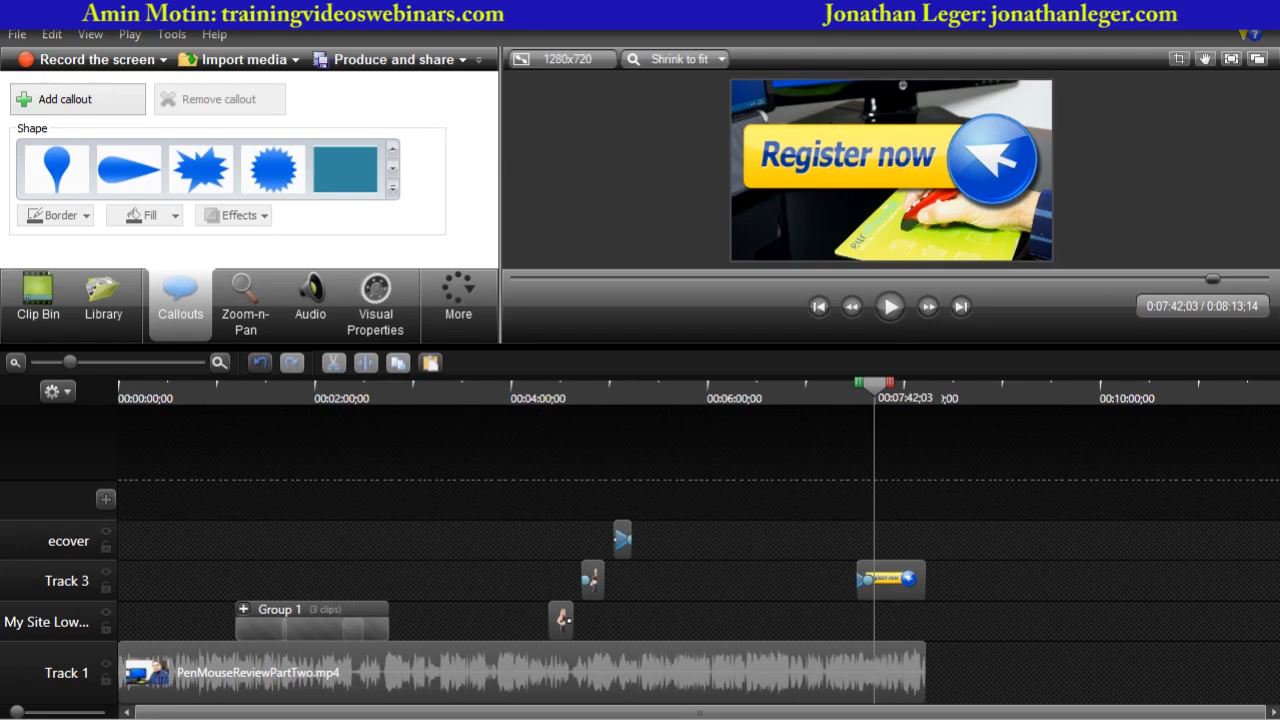 Amin Motin: trainingvideoswebinars.com
Jonathan Leger: jonathanleger.com
File Edit View Play Tools Help
Record the screen Import media Produce and share
1280x720 Shrink to fit
Add callout Remove callout
Shape
Register now
Border Fill Effects
Clip Bin Library Callouts Zoom-n-Pan Audio Visual Properties More
0:07:42;03 / 0:08:13;14
00:00:00;00 00:02:00;00 00:04:00;00 00:06:00;00 00:07:42;03 ;00 00:10:00;00
ecover
Track 3
Register now
My Site Low...
Group 1 (3 clips)
Track 1
PenMouseReviewPartTwo.mp4